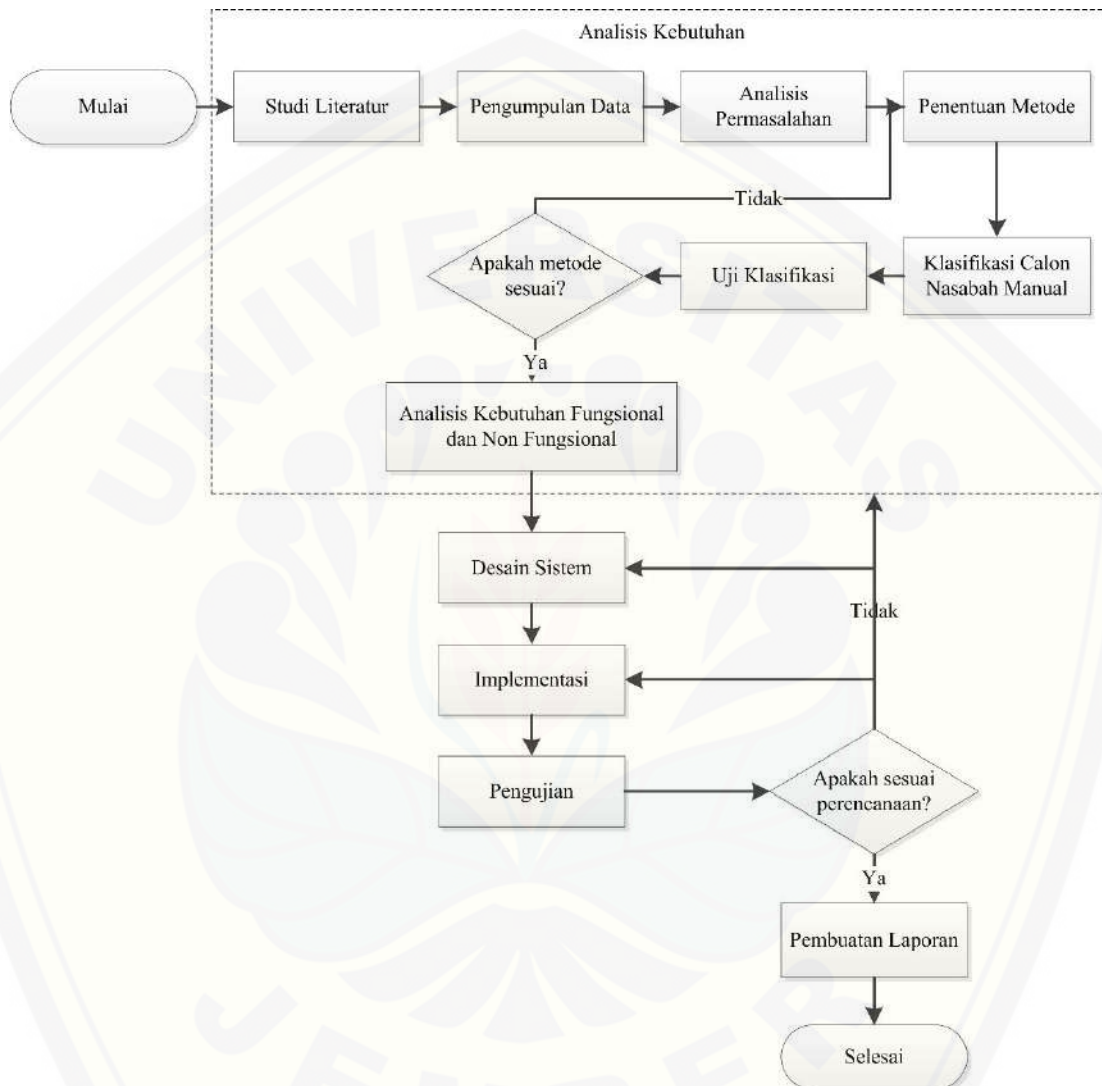 Analisis Kebutuhan
Mulai
Studi Literatur
Pengumpulan Data
Analisis
Permasalahan
Penentuan Metode
Tidak
Apakah metode
sesuai?
Uji Klasifikasi
Klasifikasi Calon
Nasabah Manual
Ya
Analisis Kebutuhan Fungsional
dan Non Fungsional
Desain Sistem
Tidak
Implementasi
Pengujian
Apakah sesuai
perencanaan?
Ya
Pembuatan Laporan
Selesai
UNIVERSITAS
JEMBER